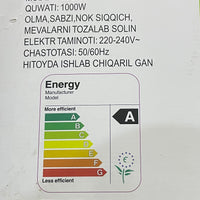 QUWATI: 1000W
OLMA,SABZI,NOK SIQQICH,
MEVALARNI TOZALAB SOLIN
ELEKTR TAMINOTI: 220-240V~
CHASTOTASI: 50/60Hz
HITOYDA ISHLAB CHIQARIL GAN
Energy
Manufacturer
Model
More efficient
A
A
B
C
D
E
F
G
Less efficient